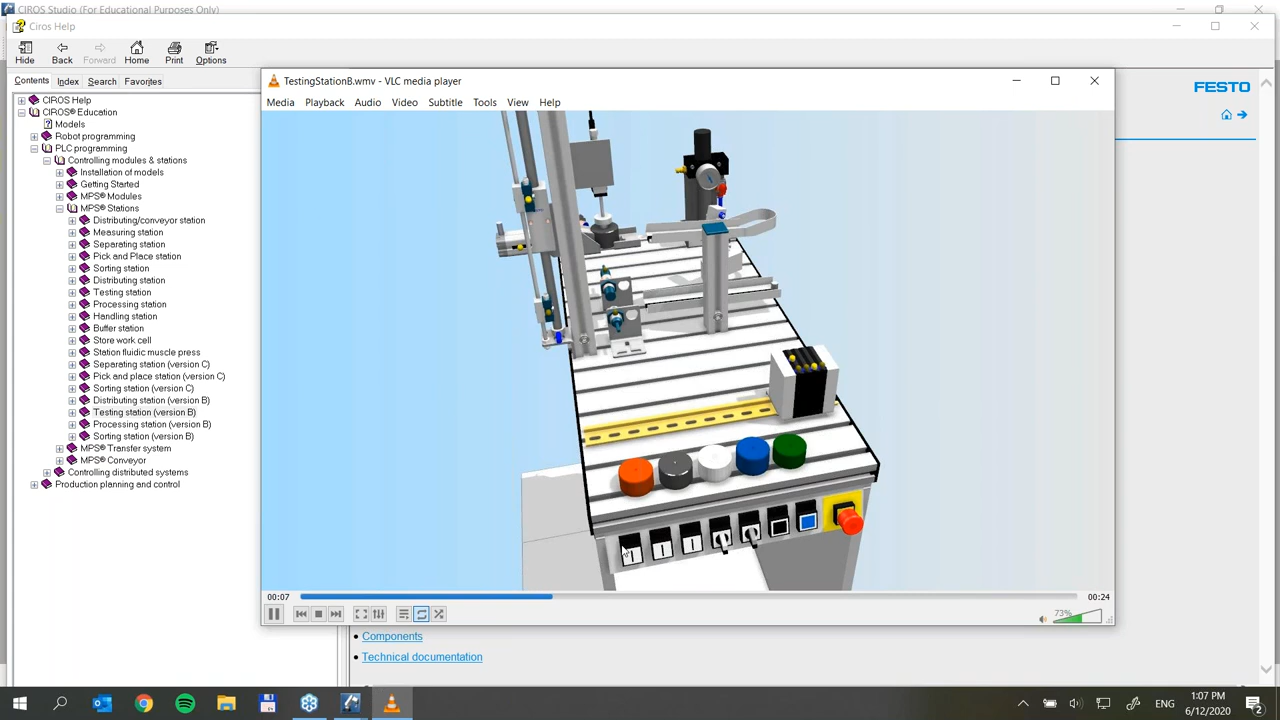 CIROS Studio (For Educational Purposes Only)
Ciros Help
Hide
Back
Forward
Home
Print
Options
Contents
Index
Search
Favorites
CIROS Help
CIROS® Education
Models
Robot programming
PLC programming
Controlling modules & stations
Installation of models
Getting Started
MPS® Modules
MPS® Stations
Distributing/conveyor station
Measuring station
Separating station
Pick and Place station
Sorting station
Distributing station
Testing station
Processing station
Handling station
Buffer station
Store work cell
Station fluidic muscle press
Separating station (version C)
Pick and place station (version C)
Sorting station (version C)
Distributing station (version B)
Testing station (version B)
Processing station (version B)
Sorting station (version B)
MPS® Transfer system
MPS® Conveyor
Controlling distributed systems
Production planning and control
TestingStationB.wmv - VLC media player
Media
Playback
Audio
Video
Subtitle
Tools
View
Help
00:07
00:24
73%
FESTO
Components
Technical documentation
ENG
1:07 PM
6/12/2020
2